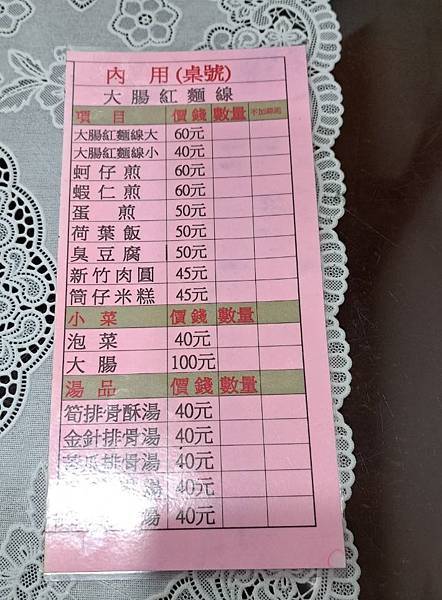 內 用(桌號)
大腸紅麵線
項 目 價錢 數量
大腸紅麵線大 60元
大腸紅麵線小 40元
蚵仔煎 60元
蝦仁煎 60元
蛋 煎 50元
荷葉飯 50元
臭豆腐 50元
新竹肉圓 45元
筒仔米糕 45元
小 菜 價錢 數量
泡 菜 40元
大 腸 100元
湯 品 價錢 數量
筍排骨酥湯 40元
金針排骨湯 40元
苦瓜排骨湯 40元
湯 40元
湯 40元